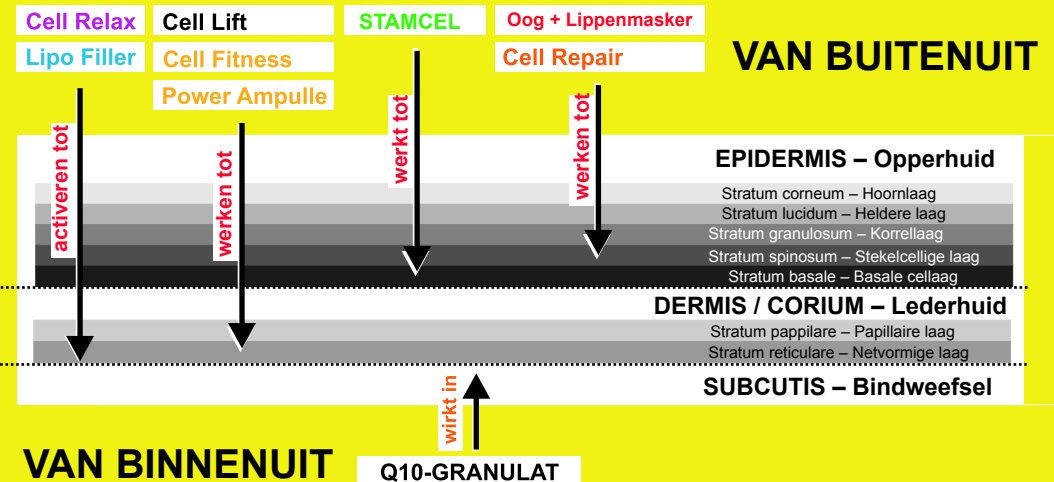 Cell Relax
Cell Lift
STAMCEL
Oog + Lippenmasker
Lipo Filler
Cell Fitness
Cell Repair
Power Ampulle
VAN BUITENUIT
activeren tot
werken tot
werkt tot
werken tot
EPIDERMIS – Opperhuid
Stratum corneum – Hoornlaag
Stratum lucidum – Heldere laag
Stratum granulosum – Korrellaag
Stratum spinosum – Stekelcellige laag
Stratum basale – Basale cellaag
DERMIS / CORIUM – Lederhuid
Stratum pappilare – Papillaire laag
Stratum reticulare – Netvormige laag
SUBCUTIS – Bindweefsel
wirkt in
VAN BINNENUIT
Q10-GRANULAT